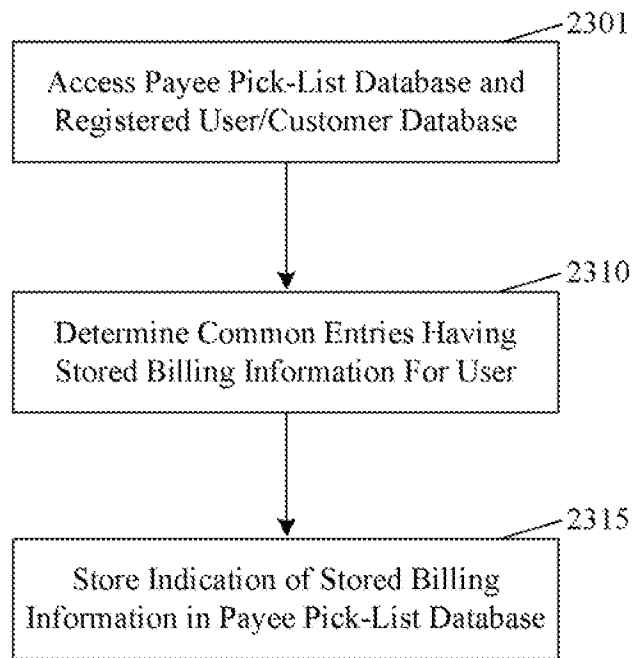 2301
Access Payee Pick-List Database and
Registered User/Customer Database
2310
Determine Common Entries Having
Stored Billing Information For User
2315
Store Indication of Stored Billing
Information in Payee Pick-List Database